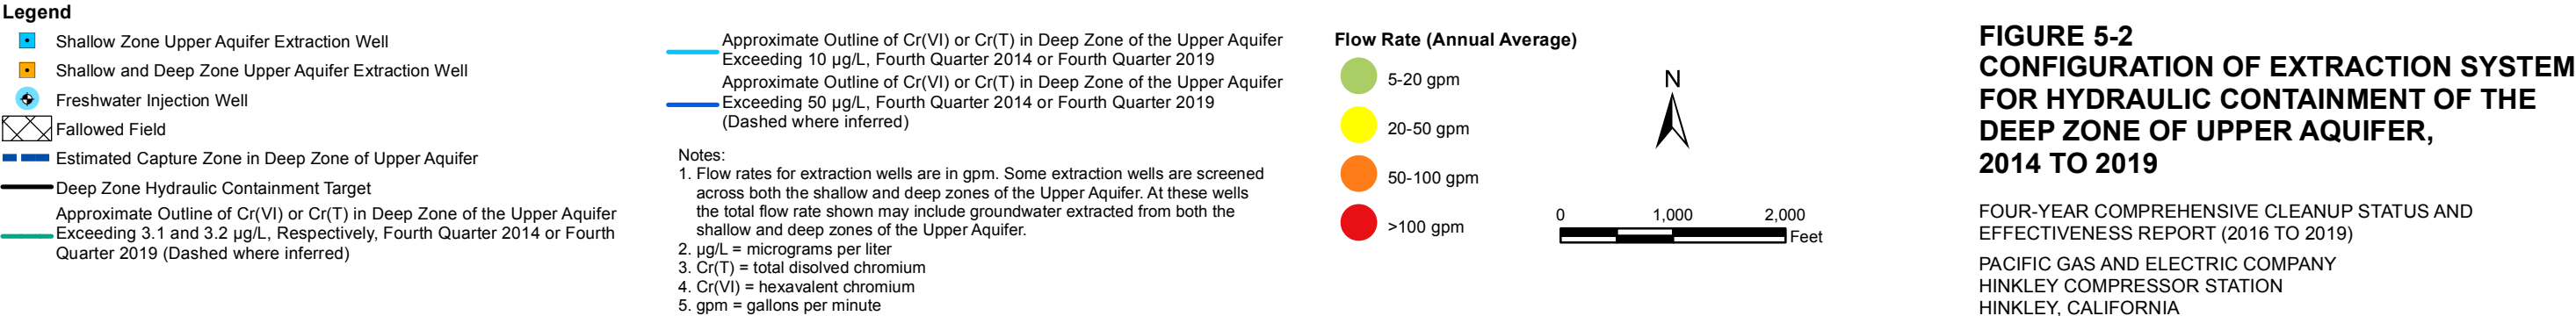 Legend
Shallow Zone Upper Aquifer Extraction Well
Shallow and Deep Zone Upper Aquifer Extraction Well
Freshwater Injection Well
Fallowed Field
Estimated Capture Zone in Deep Zone of Upper Aquifer
Deep Zone Hydraulic Containment Target
Approximate Outline of Cr(VI) or Cr(T) in Deep Zone of the Upper Aquifer
Exceeding 3.1 and 3.2 µg/L, Respectively, Fourth Quarter 2014 or Fourth
Quarter 2019 (Dashed where inferred)
Approximate Outline of Cr(VI) or Cr(T) in Deep Zone of the Upper Aquifer
Exceeding 10 µg/L, Fourth Quarter 2014 or Fourth Quarter 2019
Approximate Outline of Cr(VI) or Cr(T) in Deep Zone of the Upper Aquifer
Exceeding 50 µg/L, Fourth Quarter 2014 or Fourth Quarter 2019
(Dashed where inferred)
Notes:
1. Flow rates for extraction wells are in gpm. Some extraction wells are screened
across both the shallow and deep zones of the Upper Aquifer. At these wells
the total flow rate shown may include groundwater extracted from both the
shallow and deep zones of the Upper Aquifer.
2. µg/L = micrograms per liter
3. Cr(T) = total disolved chromium
4. Cr(VI) = hexavalent chromium
5. gpm = gallons per minute
Flow Rate (Annual Average)
5-20 gpm
20-50 gpm
50-100 gpm
>100 gpm
N
0 1,000 2,000
Feet
FIGURE 5-2
CONFIGURATION OF EXTRACTION SYSTEM
FOR HYDRAULIC CONTAINMENT OF THE
DEEP ZONE OF UPPER AQUIFER,
2014 TO 2019
FOUR-YEAR COMPREHENSIVE CLEANUP STATUS AND
EFFECTIVENESS REPORT (2016 TO 2019)
PACIFIC GAS AND ELECTRIC COMPANY
HINKLEY COMPRESSOR STATION
HINKLEY, CALIFORNIA